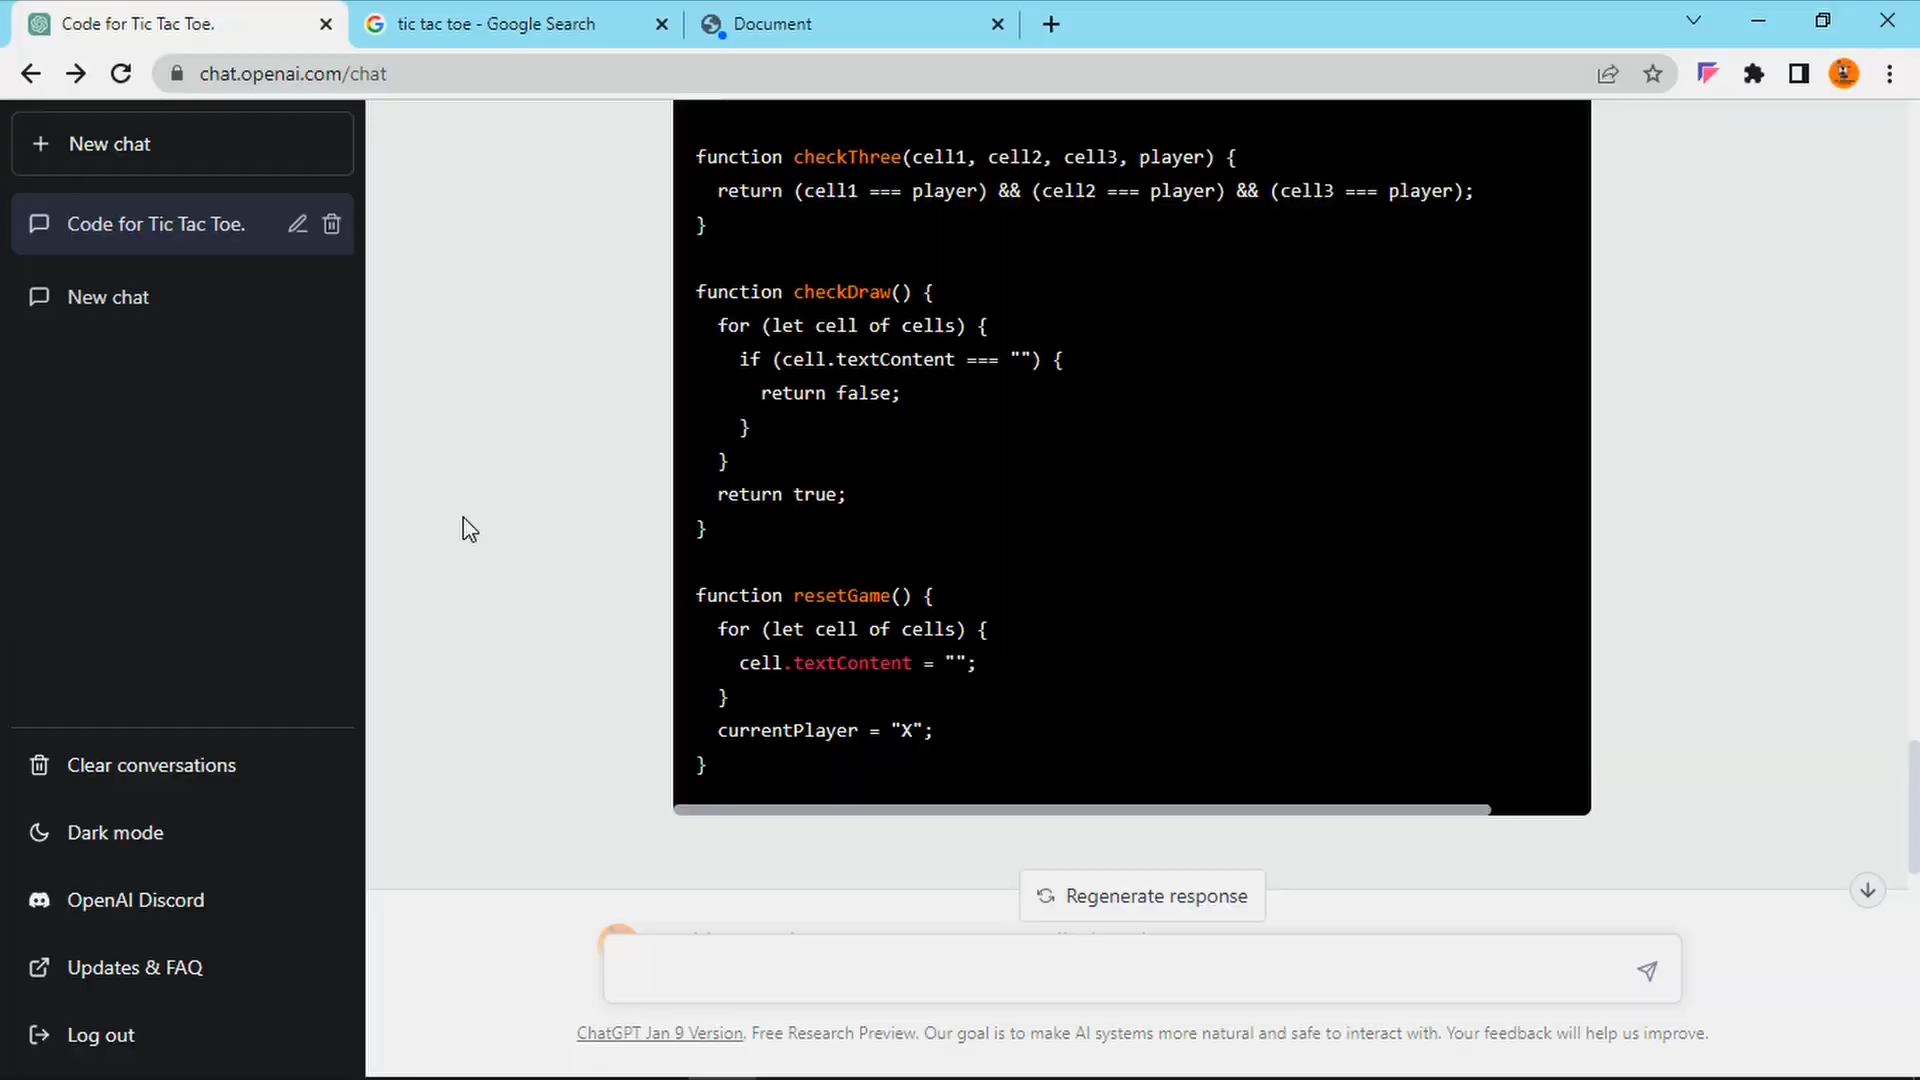 Code for Tic Tac Toe.
tic tac toe - Google Search
Document
chat.openai.com/chat
New chat
Code for Tic Tac Toe.
New chat
Clear conversations
Dark mode
OpenAI Discord
Updates & FAQ
Log out
function checkThree(cell1, cell2, cell3, player) {
  return (cell1 === player) && (cell2 === player) && (cell3 === player);
}
function checkDraw() {
  for (let cell of cells) {
    if (cell.textContent === "") {
      return false;
    }
  }
  return true;
}
function resetGame() {
  for (let cell of cells) {
    cell.textContent = "";
  }
  currentPlayer = "X";
}
Regenerate response
ChatGPT Jan 9 Version. Free Research Preview. Our goal is to make AI systems more natural and safe to interact with. Your feedback will help us improve.